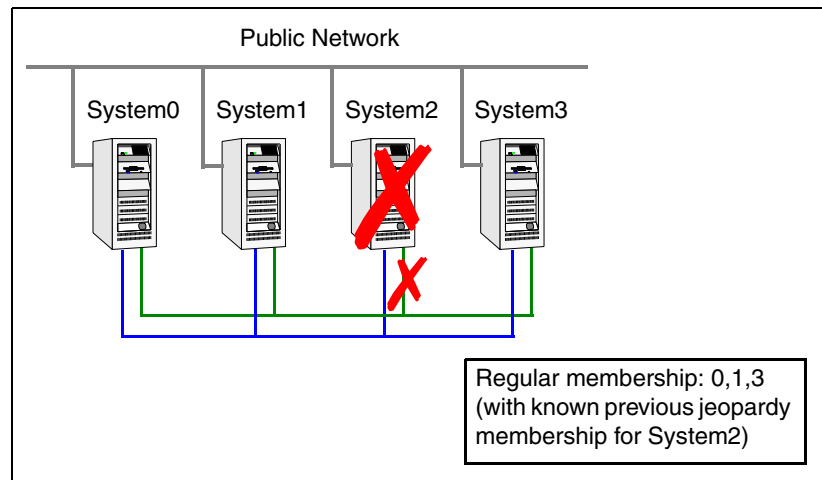 Public Network
System0 System1 System2 System3
Regular membership: 0,1,3
(with known previous jeopardy
membership for System2)